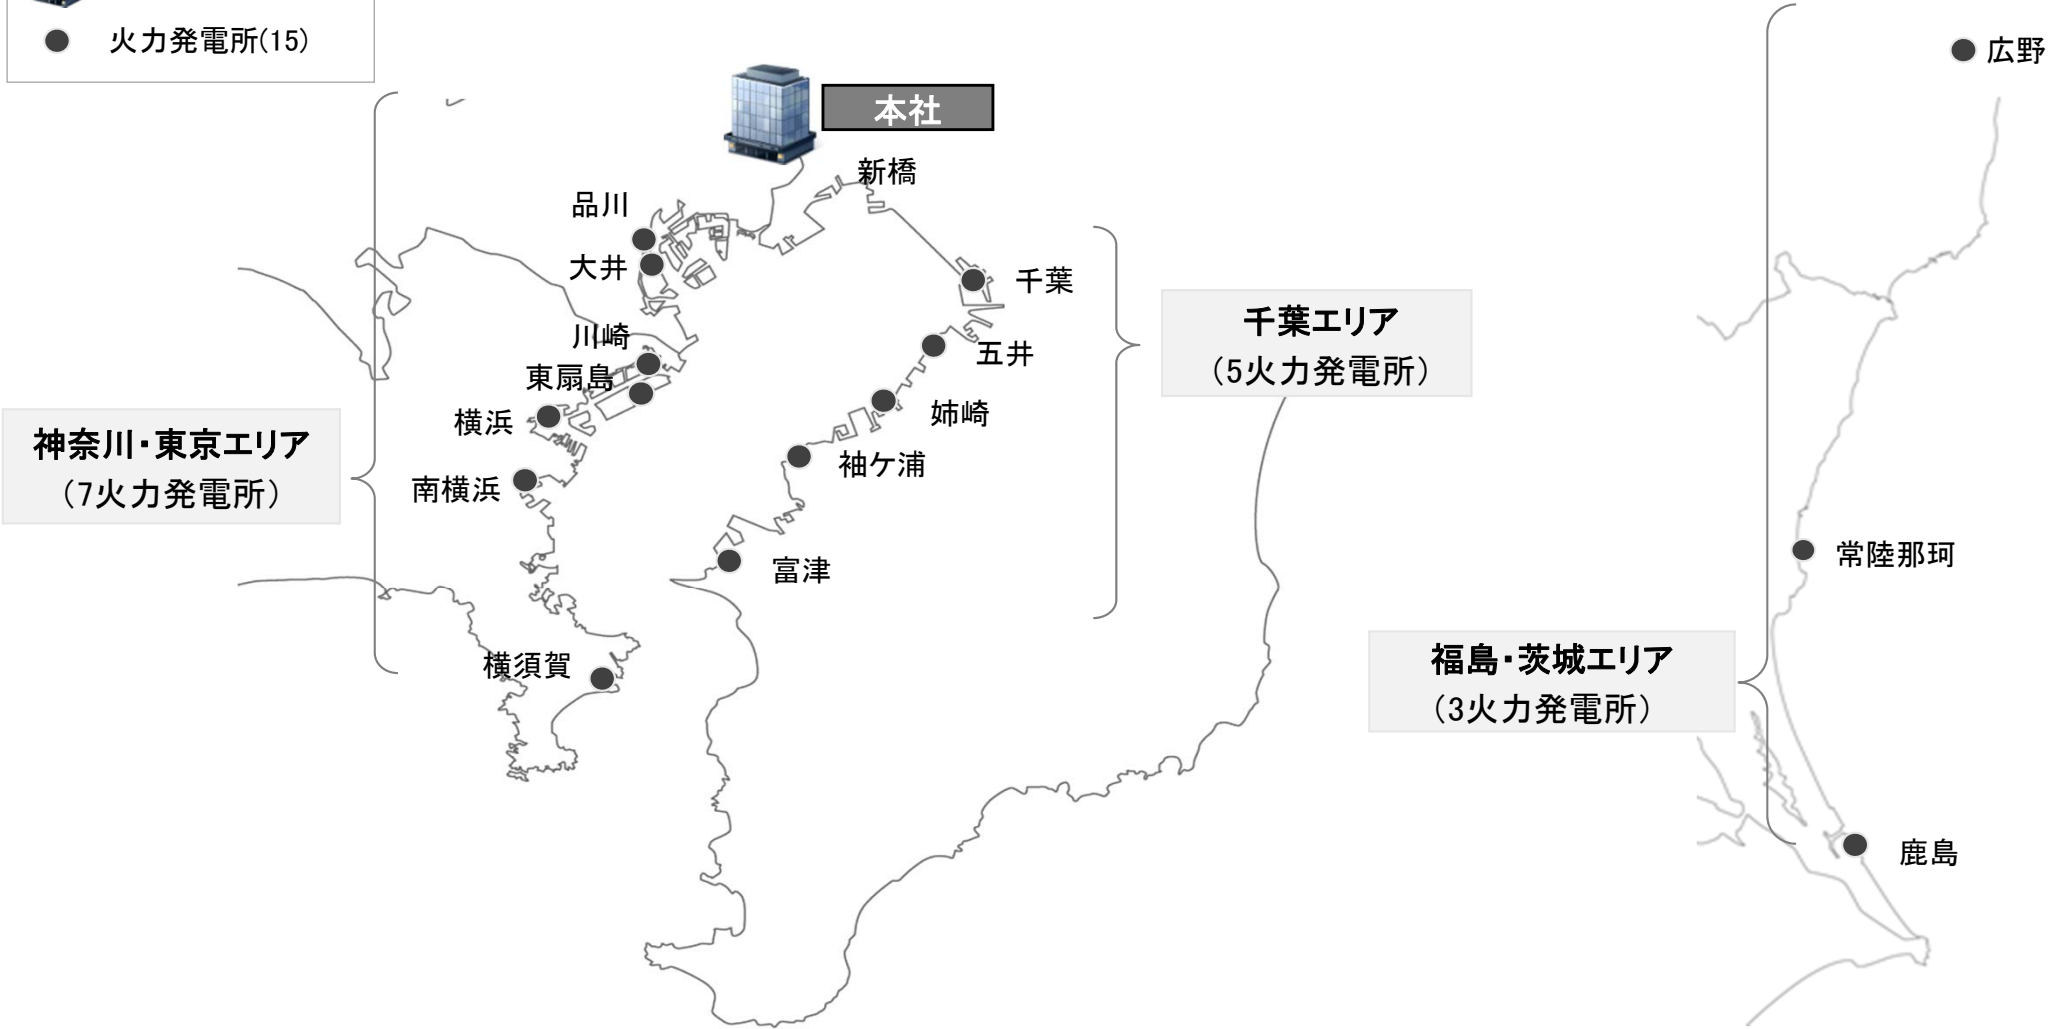 火力発電所(15)
本社
新橋
品川
大井
川崎
東扇島
横浜
南横浜
横須賀
神奈川・東京エリア
（7火力発電所）
千葉
五井
姉崎
袖ケ浦
富津
千葉エリア
（5火力発電所）
広野
常陸那珂
鹿島
福島・茨城エリア
（3火力発電所）